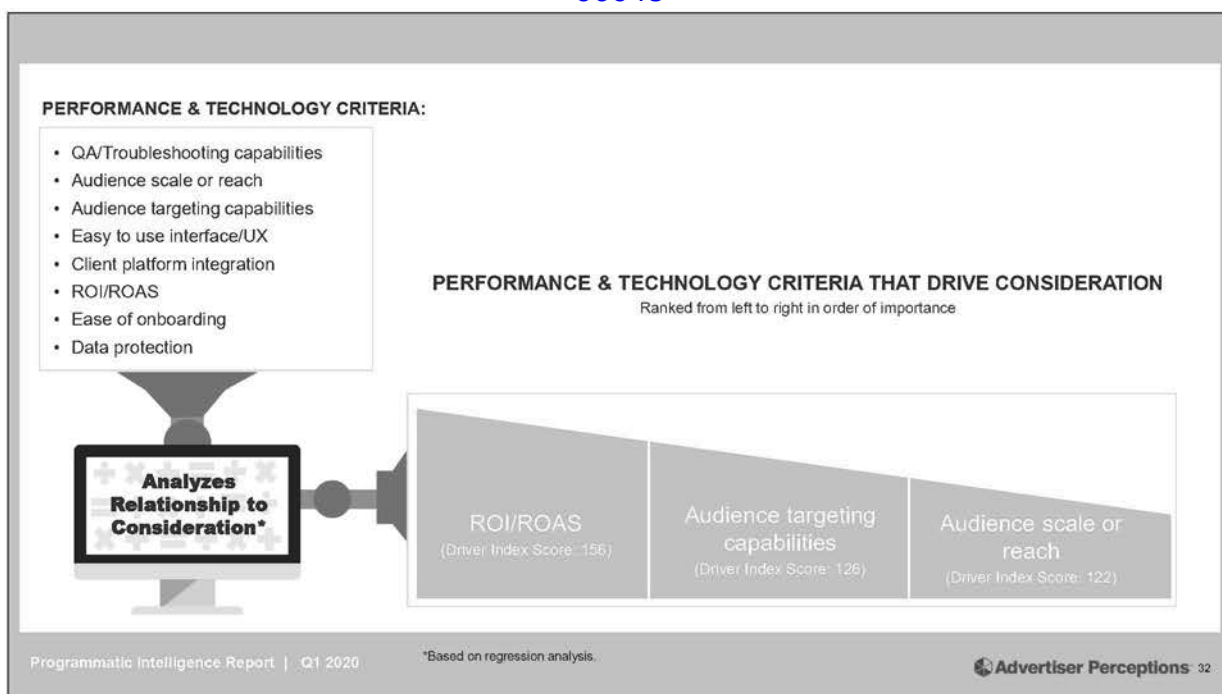 PERFORMANCE & TECHNOLOGY CRITERIA:
• QA/Troubleshooting capabilities
• Audience scale or reach
• Audience targeting capabilities
• Easy to use interface/UX
• Client platform integration
• ROI/ROAS
• Ease of onboarding
• Data protection
PERFORMANCE & TECHNOLOGY CRITERIA THAT DRIVE CONSIDERATION
Ranked from left to right in order of importance
Analyzes
Relationship to
Consideration*
ROI/ROAS
(Driver Index Score: 156)
Audience targeting
capabilities
(Driver Index Score: 126)
Audience scale or
reach
(Driver Index Score: 122)
Programmatic Intelligence Report | Q1 2020
*Based on regression analysis.
Advertiser Perceptions 32